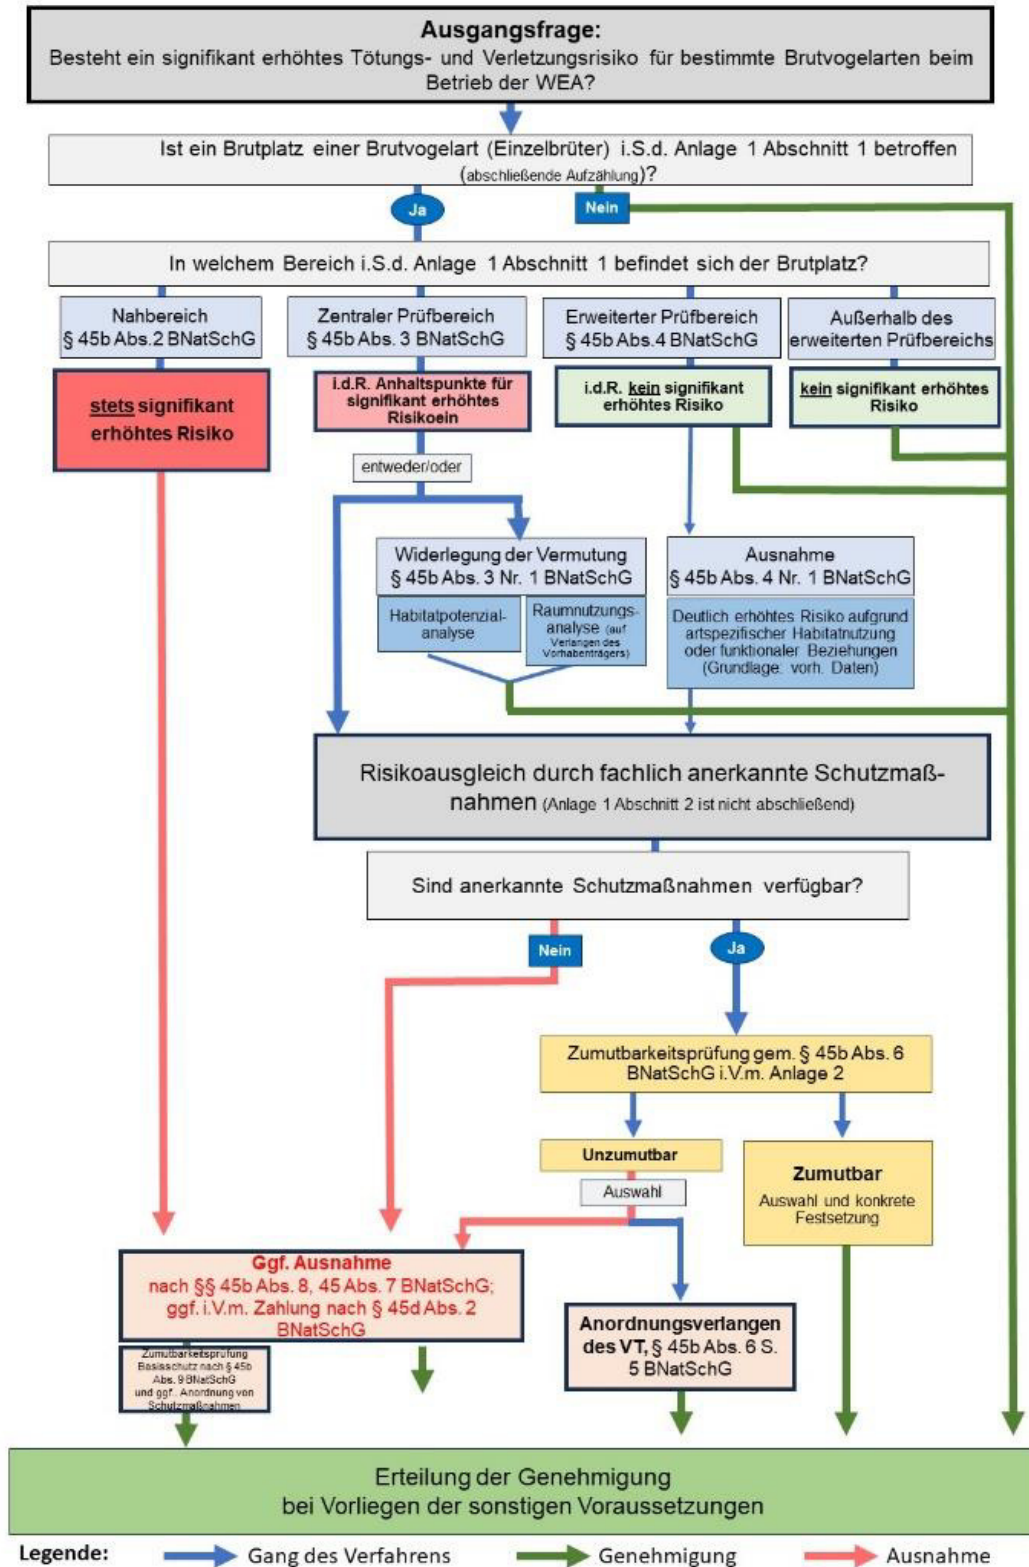 Ausgangsfrage:
Besteht ein signifikant erhöhtes Tötungs- und Verletzungsrisiko für bestimmte Brutvogelarten beim
Betrieb der WEA?
Ist ein Brutplatz einer Brutvogelart (Einzelbrüter) i.S.d. Anlage 1 Abschnitt 1 betroffen
(abschließende Aufzählung)?
Ja
Nein
In welchem Bereich i.S.d. Anlage 1 Abschnitt 1 befindet sich der Brutplatz?
Nahbereich
§ 45b Abs.2 BNatSchG
Zentraler Prüfbereich
§ 45b Abs. 3 BNatSchG
Erweiterter Prüfbereich
§ 45b Abs.4 BNatSchG
Außerhalb des
erweiterten Prüfbereichs
stets signifikant
erhöhtes Risiko
i.d.R. Anhaltspunkte für
signifikant erhöhtes
Risikoein
i.d.R. kein signifikant
erhöhtes Risiko
kein signifikant erhöhtes
Risiko
entweder/oder
Widerlegung der Vermutung
§ 45b Abs. 3 Nr. 1 BNatSchG
Habitatpotenzial-
analyse
Raumnutzungs-
analyse (auf
Verlangen des
Vorhabenträgers)
Ausnahme
§ 45b Abs. 4 Nr. 1 BNatSchG
Deutlich erhöhtes Risiko aufgrund
artspezifischer Habitatnutzung
oder funktionaler Beziehungen
(Grundlage: vorh. Daten)
Risikoausgleich durch fachlich anerkannte Schutzmaß-
nahmen (Anlage 1 Abschnitt 2 ist nicht abschließend)
Sind anerkannte Schutzmaßnahmen verfügbar?
Nein
Ja
Zumutbarkeitsprüfung gem. § 45b Abs. 6
BNatSchG i.V.m. Anlage 2
Unzumutbar
Auswahl
Zumutbar
Auswahl und konkrete
Festsetzung
Ggf. Ausnahme
nach §§ 45b Abs. 8, 45 Abs. 7 BNatSchG;
ggf. i.V.m. Zahlung nach § 45d Abs. 2
BNatSchG
Zumutbarkeitsprüfung
Basisschutz nach § 45b
Abs. 9 BNatSchG
und ggf.. Anordnung von
Schutzmaßnahmen
Anordnungsverlangen
des VT, § 45b Abs. 6 S.
5 BNatSchG
Erteilung der Genehmigung
bei Vorliegen der sonstigen Voraussetzungen
Legende:
Gang des Verfahrens
Genehmigung
Ausnahme